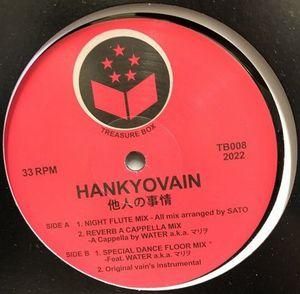 TREASURE BOX
33 RPM
TB008
2022
HANKYOVAIN
他人の事情
SIDE A 1. NIGHT FLUTE MIX - All mix arranged by SATO
2. REVERB A CAPPELLA MIX
-A Cappella by WATER a.k.a. マリヲ
SIDE B 1. SPECIAL DANCE FLOOR MIX
-Feat. WATER a.k.a. マリヲ
2. Original vain's instrumental